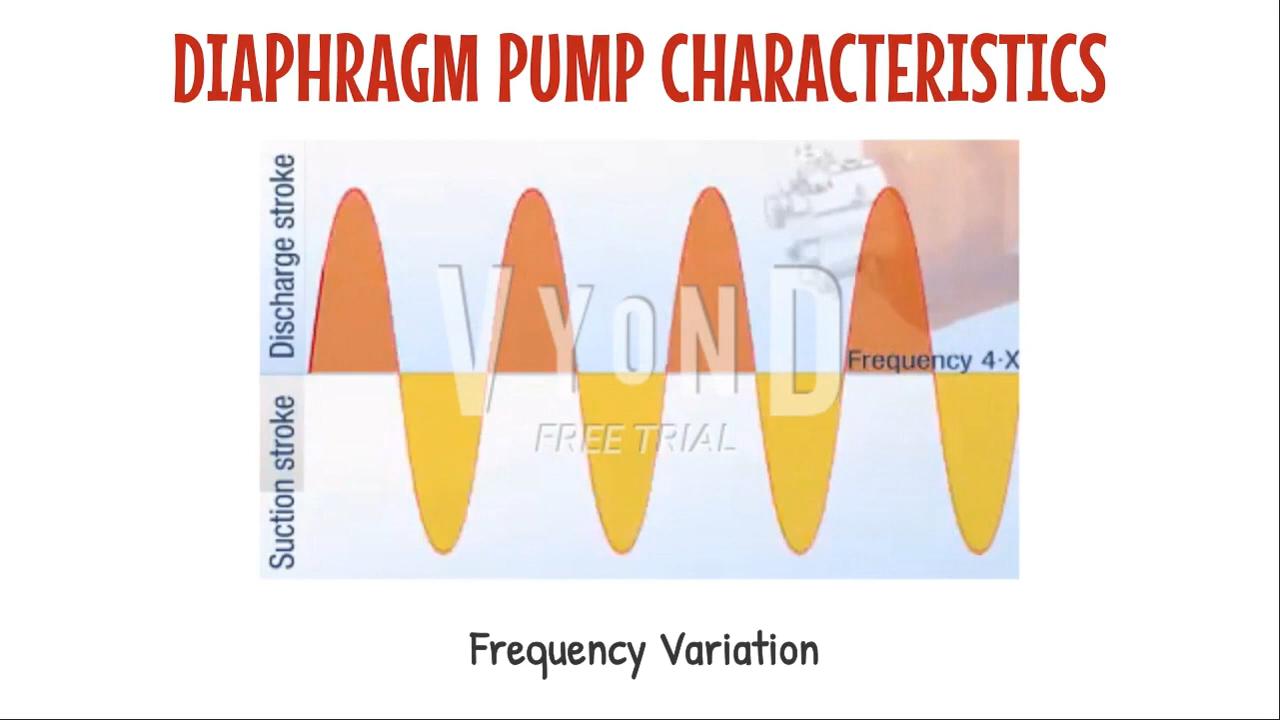 DIAPHRAGM PUMP CHARACTERISTICS
Discharge stroke
Suction stroke
VYOND
FREE TRIAL
Frequency 4·X
Frequency Variation